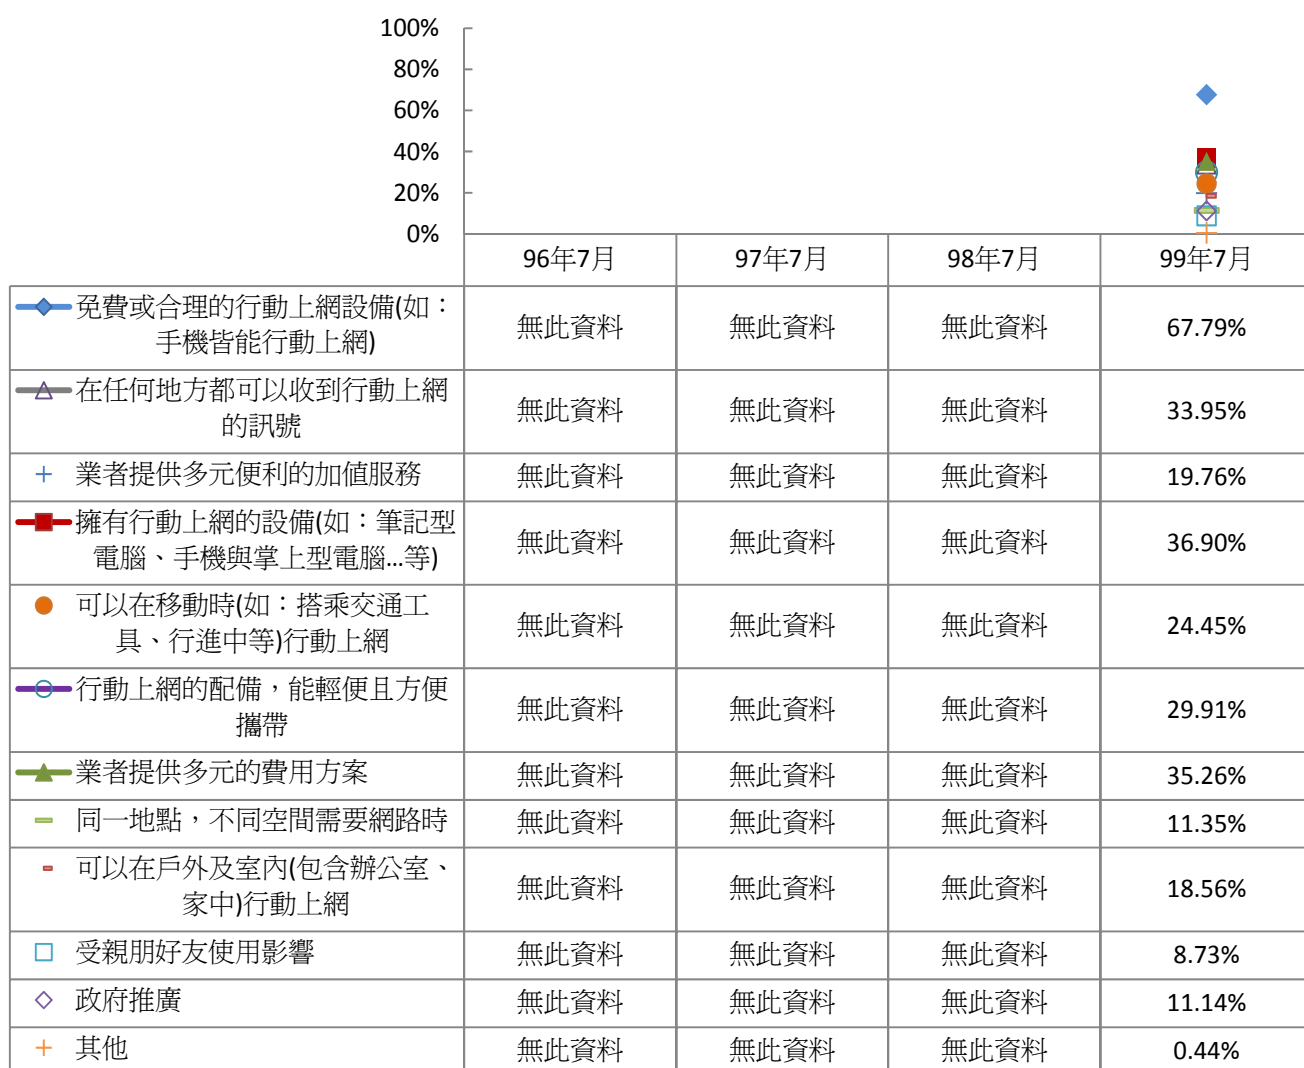 100%
80%
60%
40%
20%
0%
96年7月 97年7月 98年7月 99年7月
免費或合理的行動上網設備(如：
手機皆能行動上網)
無此資料 無此資料 無此資料 67.79%
在任何地方都可以收到行動上網
的訊號
無此資料 無此資料 無此資料 33.95%
業者提供多元便利的加值服務 無此資料 無此資料 無此資料 19.76%
擁有行動上網的設備(如：筆記型
電腦、手機與掌上型電腦…等)
無此資料 無此資料 無此資料 36.90%
可以在移動時(如：搭乘交通工
具、行進中等)行動上網
無此資料 無此資料 無此資料 24.45%
行動上網的配備，能輕便且方便
攜帶
無此資料 無此資料 無此資料 29.91%
業者提供多元的費用方案 無此資料 無此資料 無此資料 35.26%
同一地點，不同空間需要網路時 無此資料 無此資料 無此資料 11.35%
可以在戶外及室內(包含辦公室、
家中)行動上網
無此資料 無此資料 無此資料 18.56%
受親朋好友使用影響 無此資料 無此資料 無此資料 8.73%
政府推廣 無此資料 無此資料 無此資料 11.14%
其他 無此資料 無此資料 無此資料 0.44%